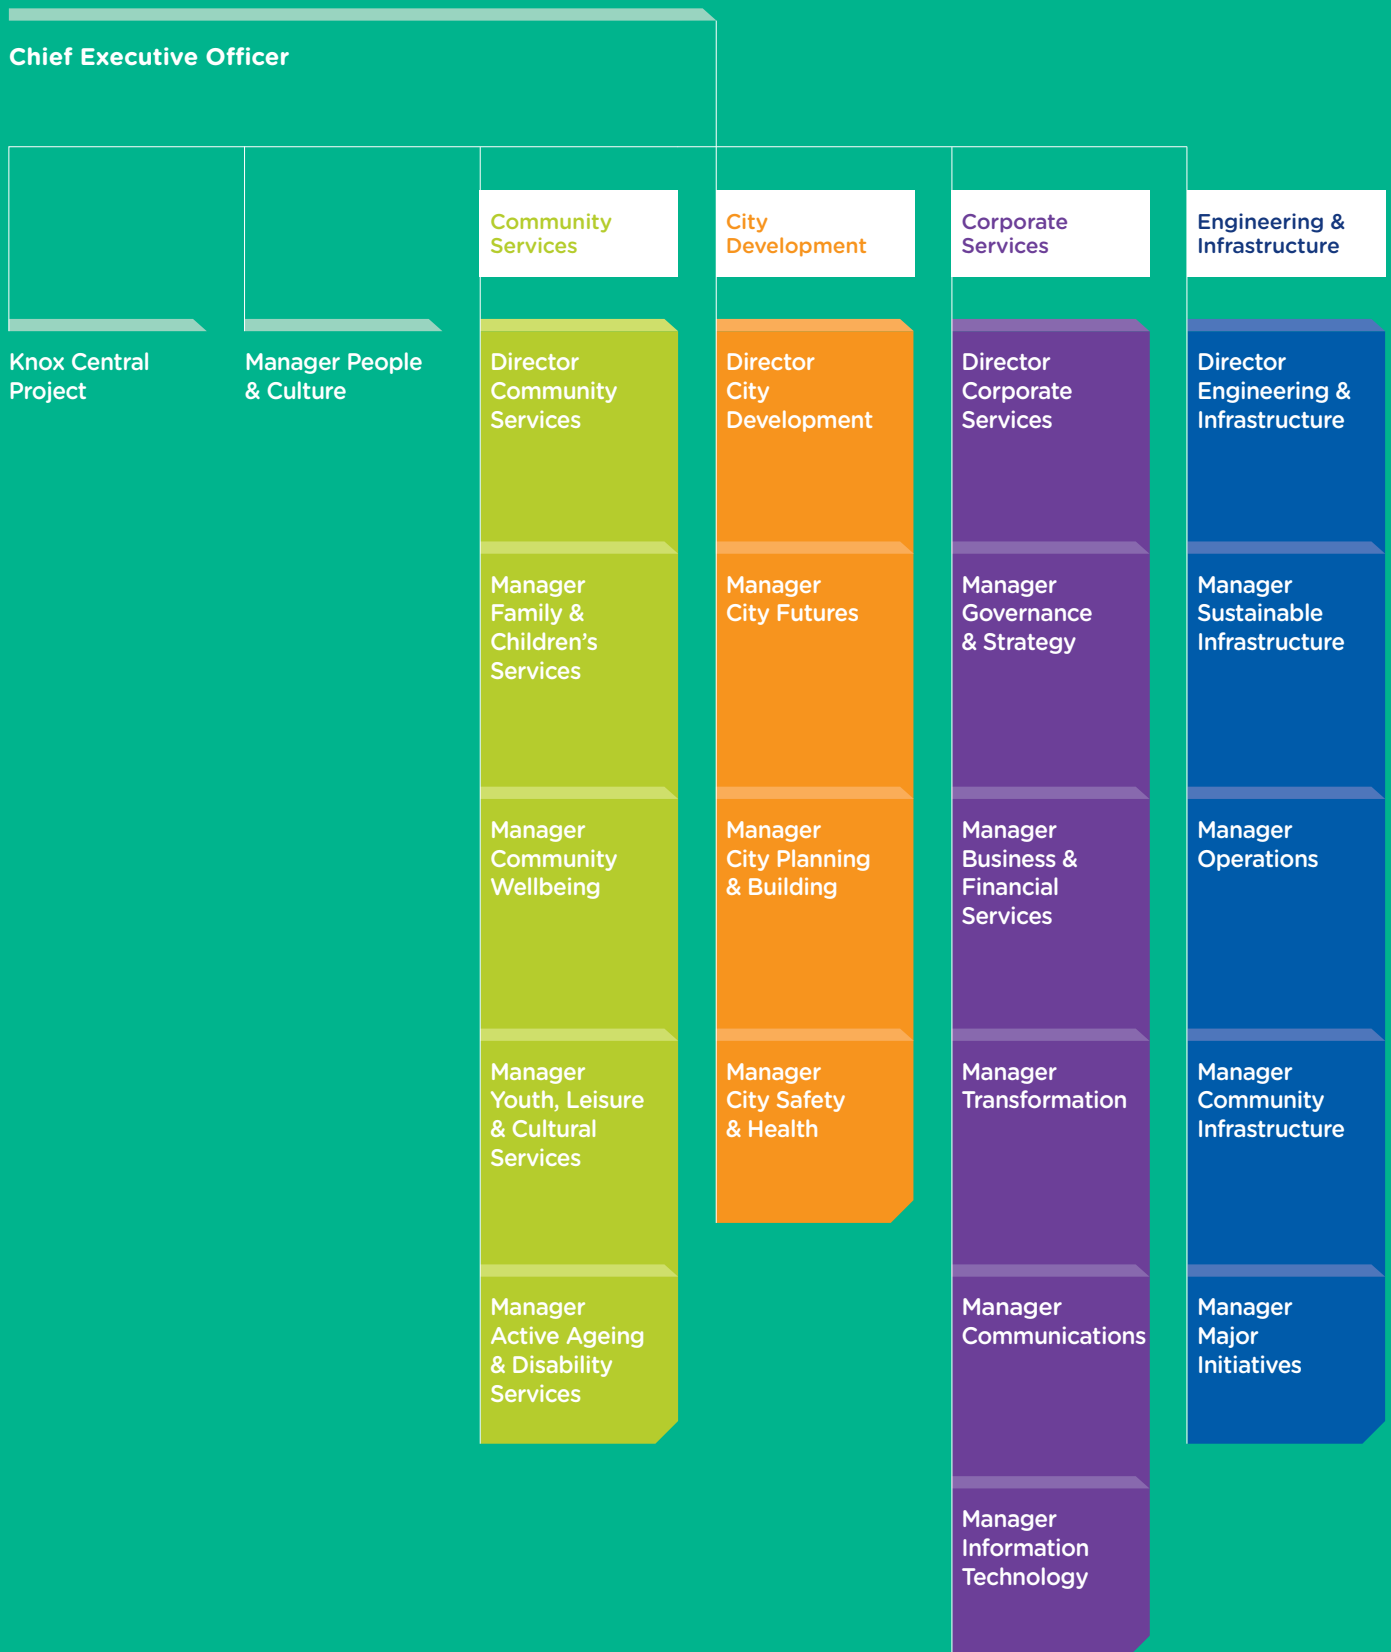 Chief Executive Officer
Knox Central
Project
Manager People
& Culture
Community
Services
Director
Community
Services
Manager
Family &
Children’s
Services
Manager
Community
Wellbeing
Manager
Youth, Leisure
& Cultural
Services
Manager
Active Ageing
& Disability
Services
City
Development
Director
City
Development
Manager
City Futures
Manager
City Planning
& Building
Manager
City Safety
& Health
Corporate
Services
Director
Corporate
Services
Manager
Governance
& Strategy
Manager
Business &
Financial
Services
Manager
Transformation
Manager
Communications
Manager
Information
Technology
Engineering &
Infrastructure
Director
Engineering &
Infrastructure
Manager
Sustainable
Infrastructure
Manager
Operations
Manager
Community
Infrastructure
Manager
Major
Initiatives